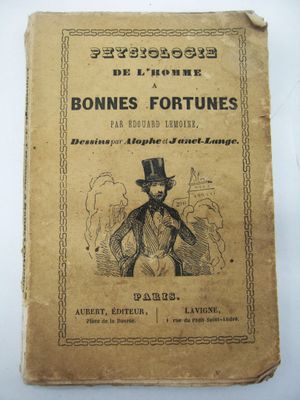 PHYSIOLOGIE
DE L'HOMME
A
BONNES FORTUNES
PAR ÉDOUARD LEMOINE,
Dessins par Alophe et Janet-Lange.
PARIS.
AUBERT, ÉDITEUR,
Place de la Bourse.
LAVIGNE,
1 rue du Paon Saint-André.